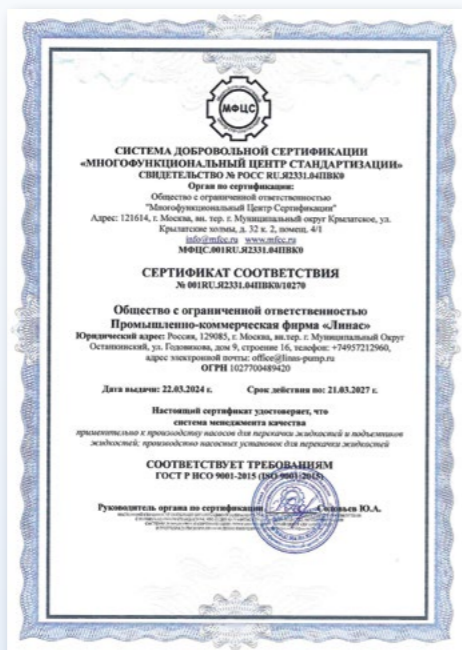 МФЦС
СИСТЕМА ДОБРОВОЛЬНОЙ СЕРТИФИКАЦИИ
«МНОГОФУНКЦИОНАЛЬНЫЙ ЦЕНТР СТАНДАРТИЗАЦИИ»
СВИДЕТЕЛЬСТВО № РОСС RU.Я2331.04ПВК0
Орган по сертификации:
Общество с ограниченной ответственностью
"Многофункциональный Центр Сертификации"
Адрес: 121614, г. Москва, вн. тер. г. Муниципальный округ Крылатское, ул.
Крылатские холмы, д. 32 к. 2, помещ. 4/1
info@mfcc.ru www.mfcc.ru
МФЦС.001RU.Я2331.04ПВК0
СЕРТИФИКАТ СООТВЕТСТВИЯ
№ 001RU.Я2331.04ПВК0/10270
Общество с ограниченной ответственностью
Промышленно-коммерческая фирма «Линас»
Юридический адрес: Россия, 129085, г. Москва, вн.тер. г. Муниципальный Округ
Останкинский, ул. Годовикова, дом 9, строение 16, телефон: +74957212960,
адрес электронной почты: office@linas-pump.ru
ОГРН 1027700489420
Дата выдачи: 22.03.2024 г. Срок действия по: 21.03.2027 г.
Настоящий сертификат удостоверяет, что
система менеджмента качества
применительно к производству насосов для перекачки жидкостей и подъемников
жидкостей; производство насосных установок для перекачки жидкостей
СООТВЕТСТВУЕТ ТРЕБОВАНИЯМ
ГОСТ Р ИСО 9001-2015 (ISO 9001:2015)
Руководитель органа по сертификации Соловьев Ю.А.